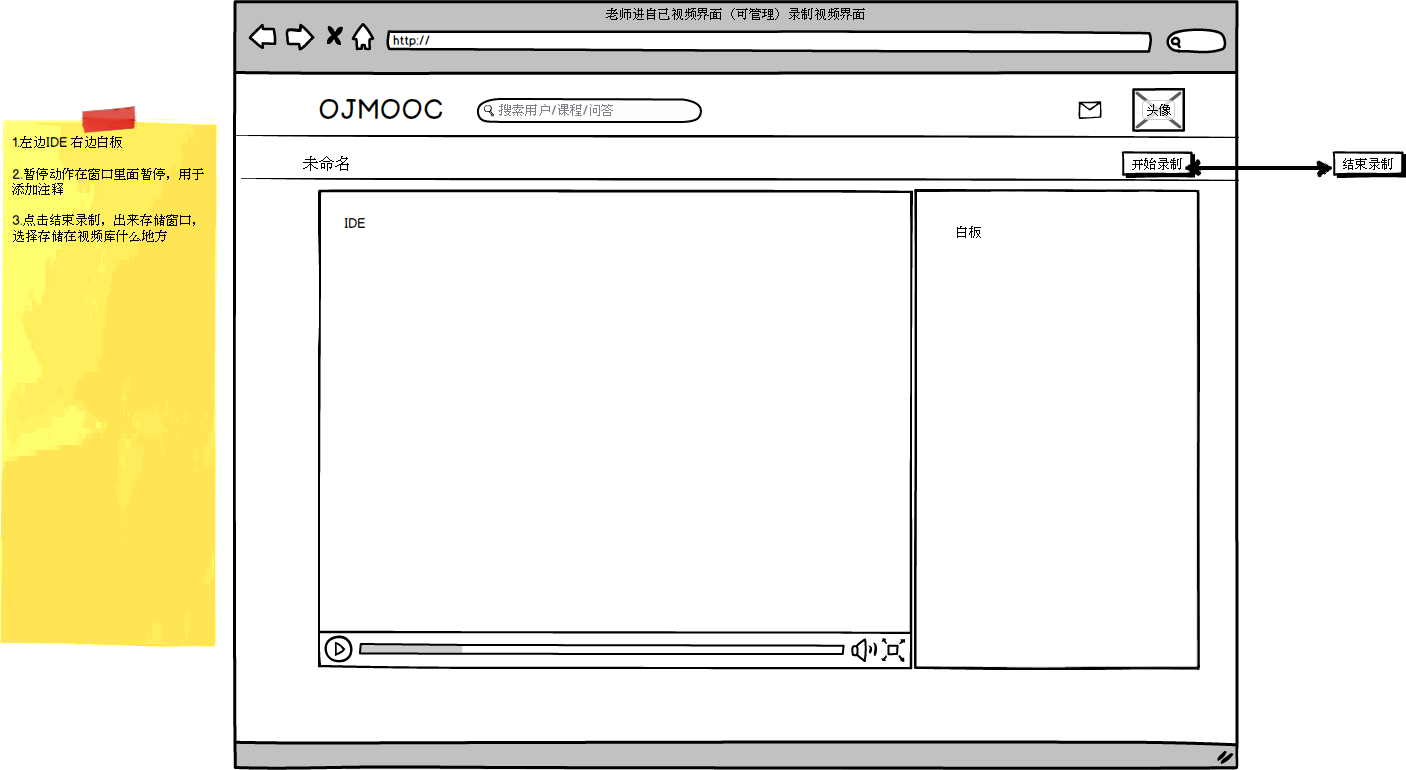 老师进自已视频界面（可管理）录制视频界面
http://
OJMOOC
搜索用户/课程/问答
头像
未命名
开始录制
结束录制
1.左边IDE 右边白板
2.暂停动作在窗口里面暂停，用于
添加注释
3.点击结束录制，出来存储窗口，
选择存储在视频库什么地方
IDE
白板